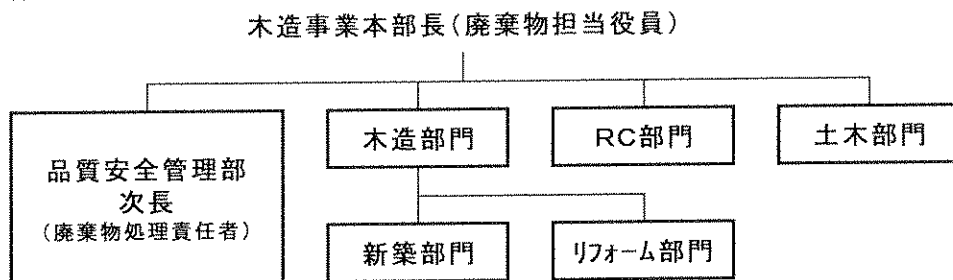 木造事業本部長(廃棄物担当役員)
品質安全管理部
次長
(廃棄物処理責任者)
木造部門
RC部門
土木部門
新築部門
リフォーム部門